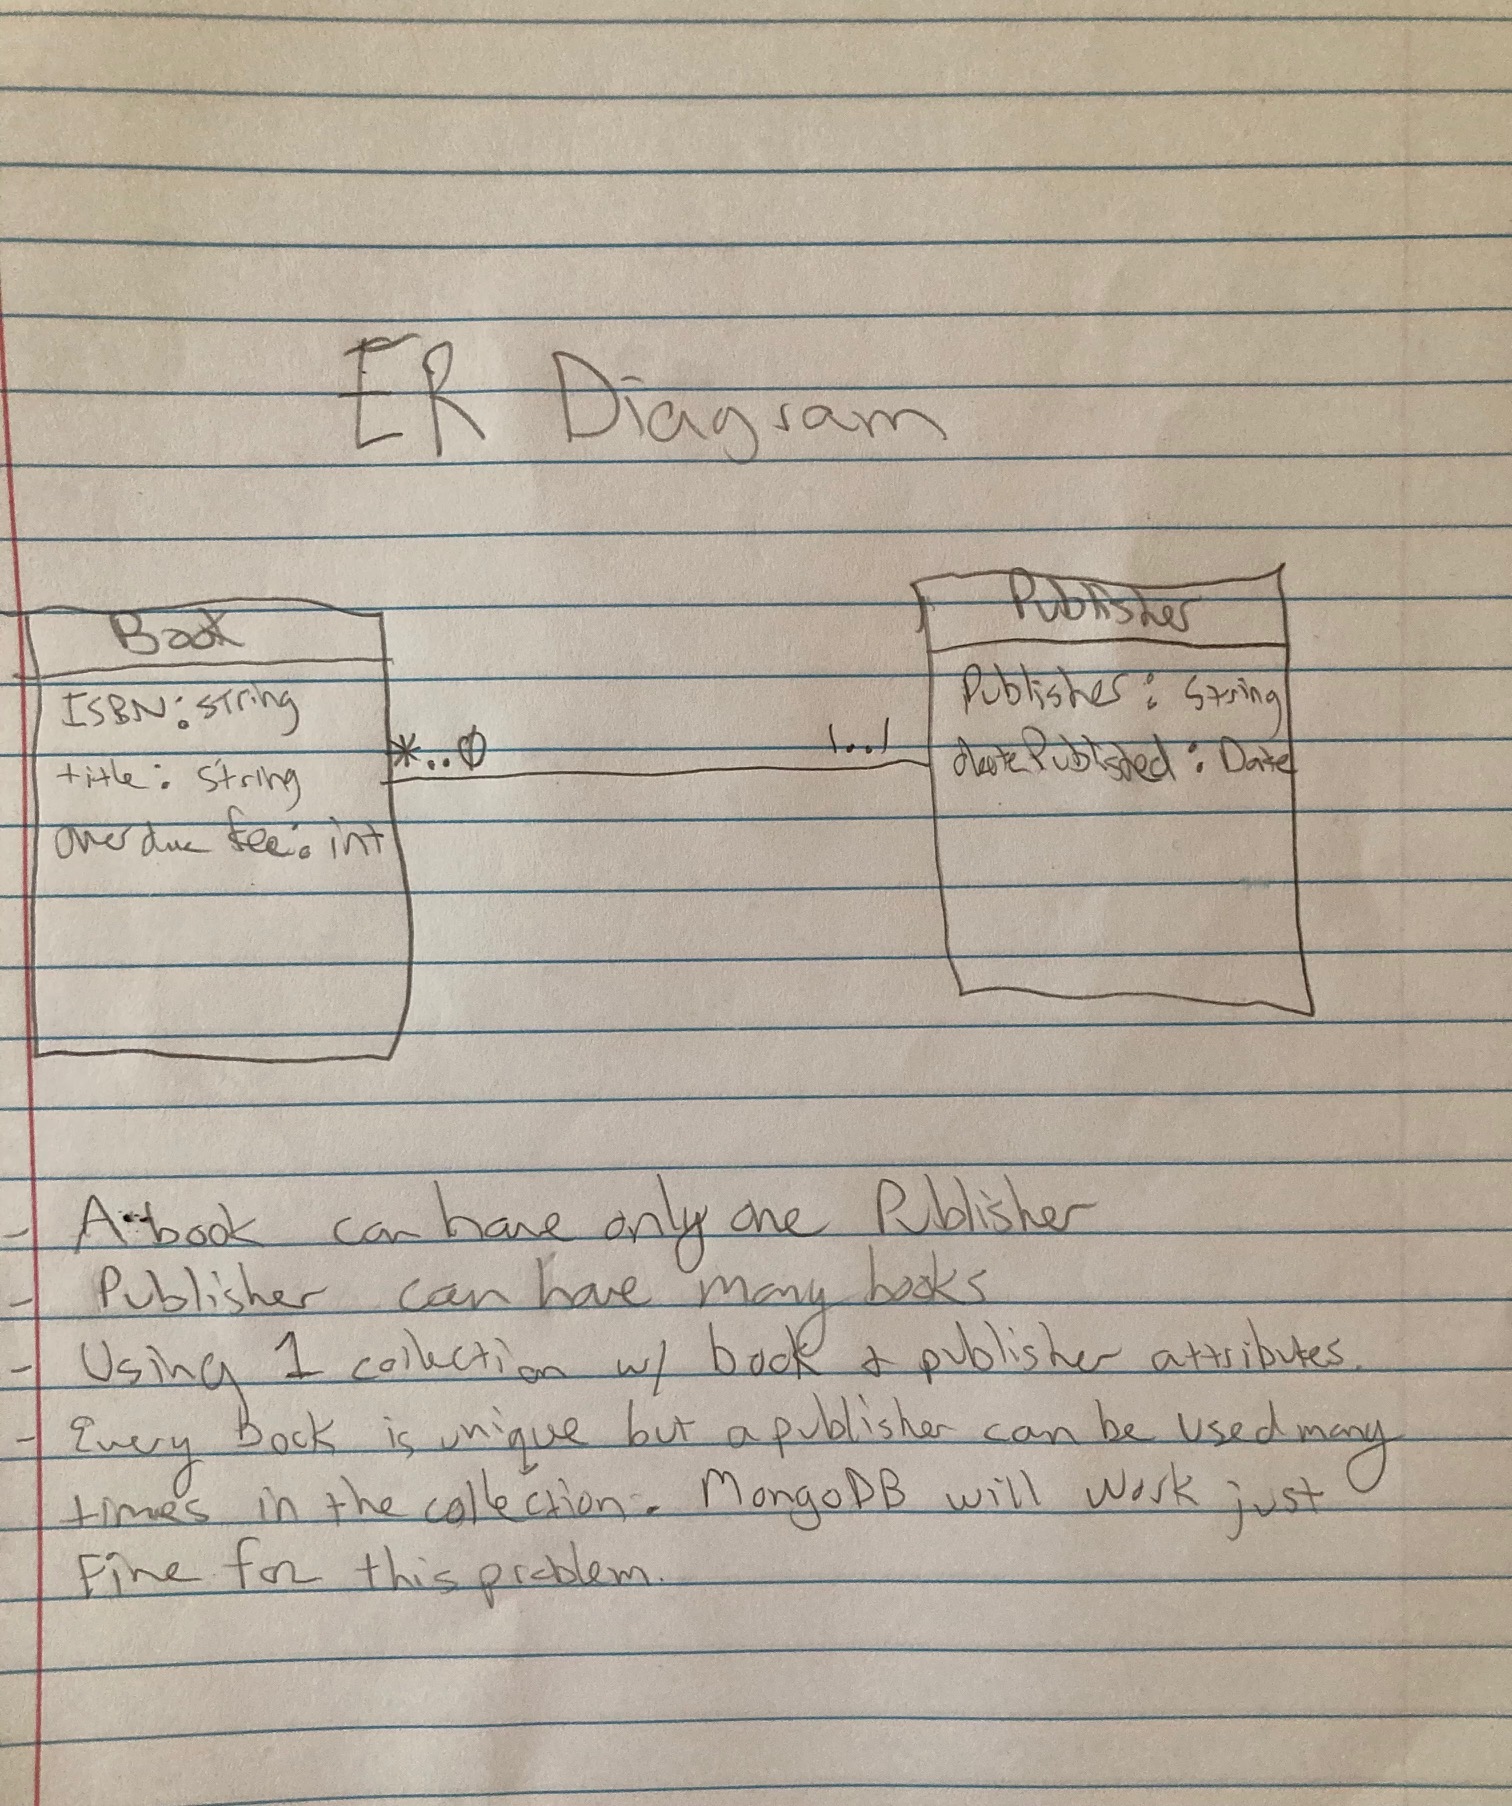 ER Diagram
Book
ISBN: string
title: string
overdue fee: int
*..0
1..1
Publisher
Publisher: String
datePublished: Date
- A book can have only one Publisher
- Publisher can have many books
- Using 1 collection w/ book & publisher attributes.
- Every Book is unique but a publisher can be used many
times in the collection. MongoDB will work just
Fine for this problem.